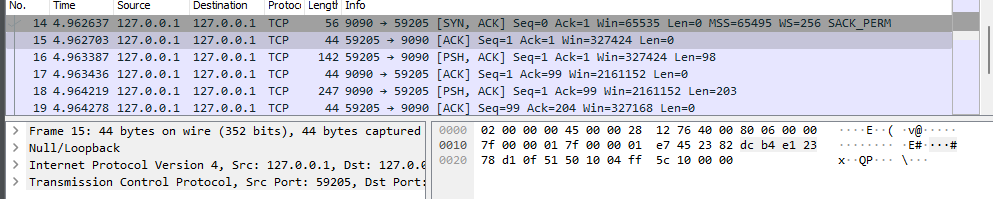 No. Time Source Destination Protoc Length Info
14 4.962637 127.0.0.1 127.0.0.1 TCP 56 9090 → 59205 [SYN, ACK] Seq=0 Ack=1 Win=65535 Len=0 MSS=65495 WS=256 SACK_PERM
15 4.962703 127.0.0.1 127.0.0.1 TCP 44 59205 → 9090 [ACK] Seq=1 Ack=1 Win=327424 Len=0
16 4.963387 127.0.0.1 127.0.0.1 TCP 142 59205 → 9090 [PSH, ACK] Seq=1 Ack=1 Win=327424 Len=98
17 4.963436 127.0.0.1 127.0.0.1 TCP 44 9090 → 59205 [ACK] Seq=1 Ack=99 Win=2161152 Len=0
18 4.964219 127.0.0.1 127.0.0.1 TCP 247 9090 → 59205 [PSH, ACK] Seq=1 Ack=99 Win=2161152 Len=203
19 4.964278 127.0.0.1 127.0.0.1 TCP 44 59205 → 9090 [ACK] Seq=99 Ack=204 Win=327168 Len=0
Frame 15: 44 bytes on wire (352 bits), 44 bytes captured
Null/Loopback
Internet Protocol Version 4, Src: 127.0.0.1, Dst: 127.0.0
Transmission Control Protocol, Src Port: 59205, Dst Port:
0000 02 00 00 00 45 00 00 28 12 76 40 00 80 06 00 00 ····E··( ·v@·····
0010 7f 00 00 01 7f 00 00 01 e7 45 23 82 dc b4 e1 23 ········ ·E#····#
0020 78 d1 0f 51 50 10 04 ff 5c 10 00 00 x··QP··· \···